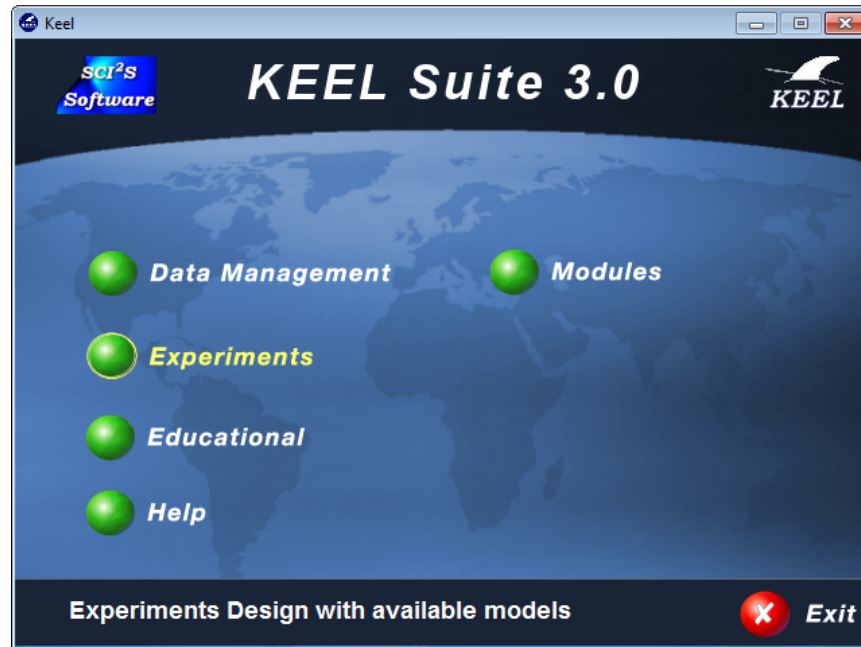 Keel
SCI²S
Software
KEEL Suite 3.0
KEEL
Data Management
Modules
Experiments
Educational
Help
Experiments Design with available models
Exit